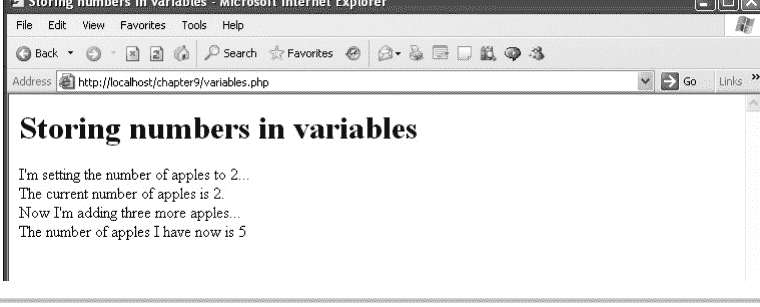 Storing numbers in variables - Microsoft Internet Explorer
File Edit View Favorites Tools Help
Back Search Favorites
Address http://localhost/chapter9/variables.php Go Links »
Storing numbers in variables
I'm setting the number of apples to 2...
The current number of apples is 2.
Now I'm adding three more apples...
The number of apples I have now is 5